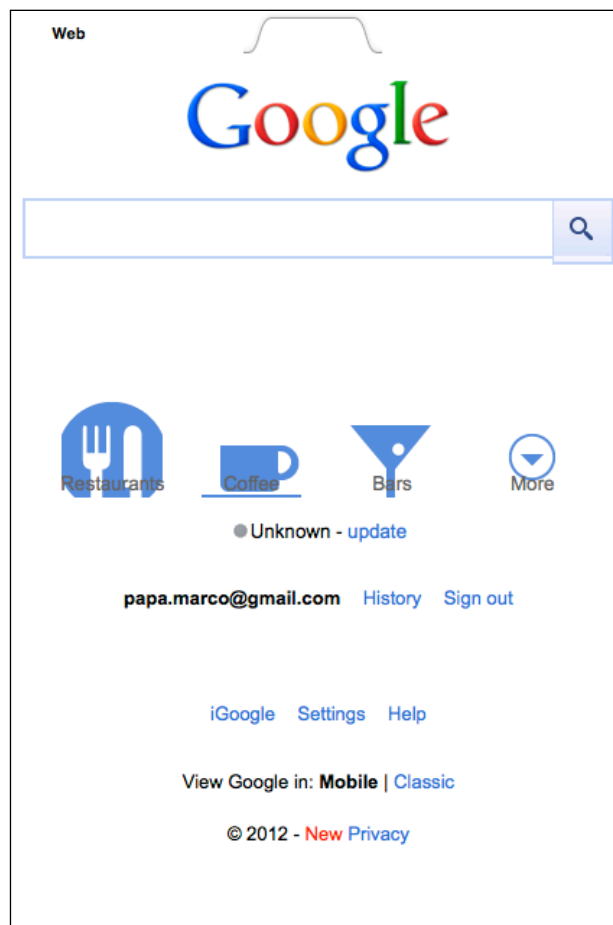 Web
Google
Restaurants Coffee Bars More
Unknown - update
papa.marco@gmail.com History Sign out
iGoogle Settings Help
View Google in: Mobile | Classic
© 2012 - New Privacy